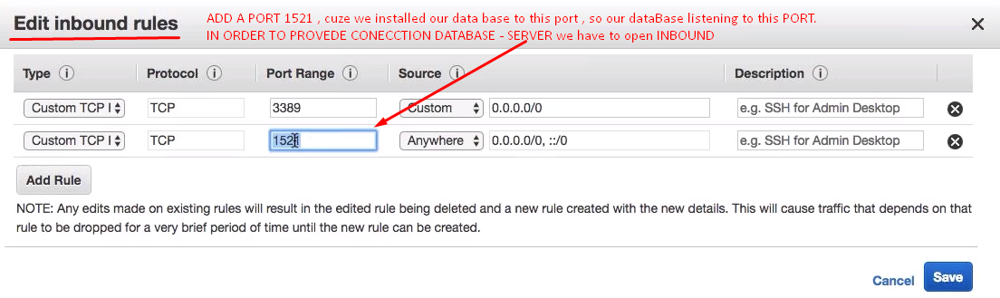 Edit inbound rules
ADD A PORT 1521 , cuze we installed our data base to this port , so our dataBase listening to this PORT.
IN ORDER TO PROVEDE CONECCTION DATABASE - SERVER we have to open INBOUND
Type Protocol Port Range Source Description
Custom TCP TCP 3389 Custom 0.0.0.0/0 e.g. SSH for Admin Desktop
Custom TCP TCP 1521 Anywhere 0.0.0.0/0, ::/0 e.g. SSH for Admin Desktop
Add Rule
NOTE: Any edits made on existing rules will result in the edited rule being deleted and a new rule created with the new details. This will cause traffic that depends on that
rule to be dropped for a very brief period of time until the new rule can be created.
Cancel Save